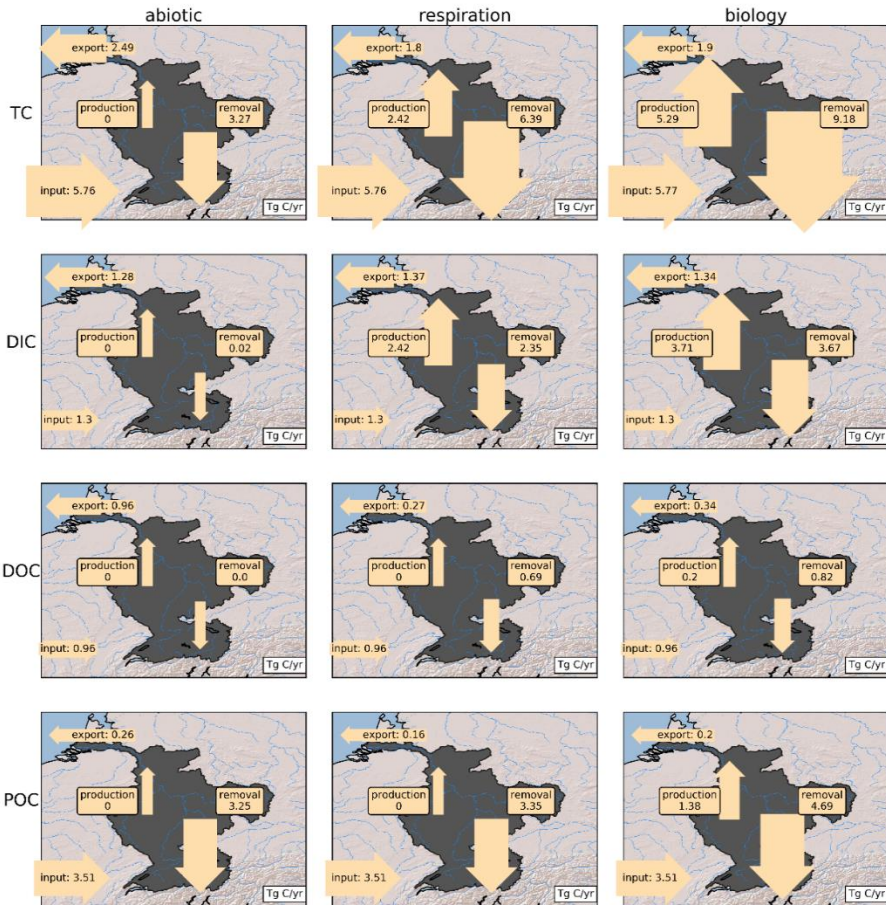 abiotic respiration biology
TC
export: 2.49
production
0
removal
3.27
input: 5.76
Tg C/yr
export: 1.8
production
2.42
removal
6.39
input: 5.76
Tg C/yr
export: 1.9
production
5.29
removal
9.18
input: 5.77
Tg C/yr
DIC
export: 1.28
production
0
removal
0.02
input: 1.3
Tg C/yr
export: 1.37
production
2.42
removal
2.35
input: 1.3
Tg C/yr
export: 1.34
production
3.71
removal
3.67
input: 1.3
Tg C/yr
DOC
export: 0.96
production
0
removal
0.0
input: 0.96
Tg C/yr
export: 0.27
production
0
removal
0.69
input: 0.96
Tg C/yr
export: 0.34
production
0.2
removal
0.82
input: 0.96
Tg C/yr
POC
export: 0.26
production
0
removal
3.25
input: 3.51
Tg C/yr
export: 0.16
production
0
removal
3.35
input: 3.51
Tg C/yr
export: 0.2
production
1.38
removal
4.69
input: 3.51
Tg C/yr